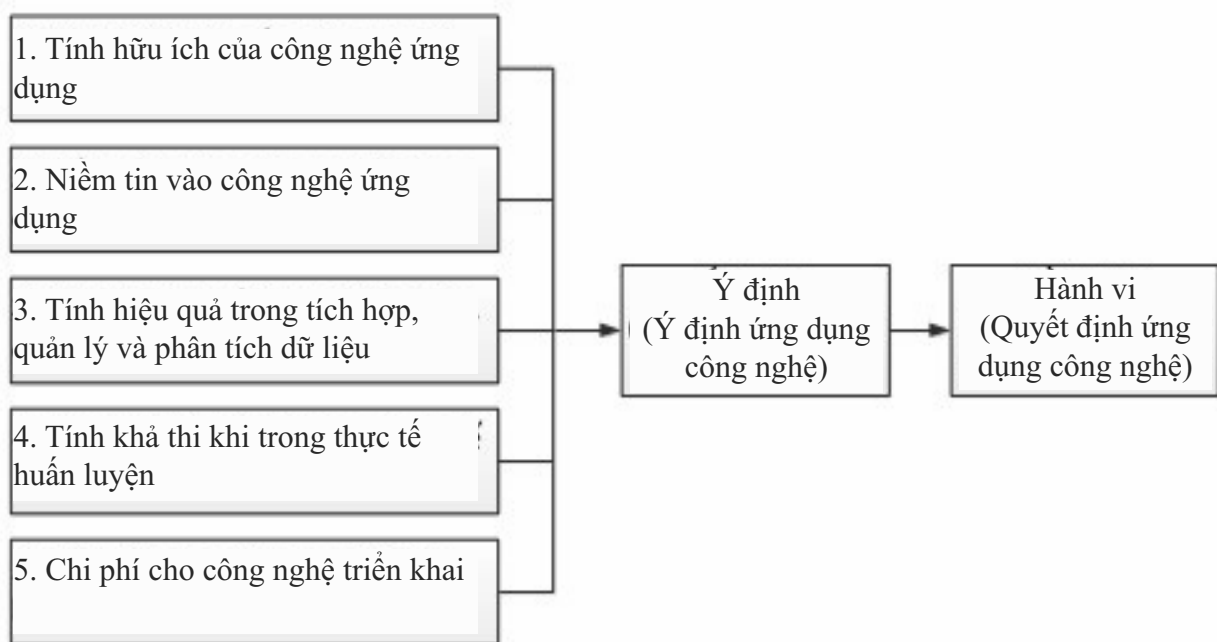 1. Tính hữu ích của công nghệ ứng
dụng
2. Niềm tin vào công nghệ ứng
dụng
3. Tính hiệu quả trong tích hợp,
quản lý và phân tích dữ liệu
4. Tính khả thi khi trong thực tế
huấn luyện
5. Chi phí cho công nghệ triển khai
Ý định
(Ý định ứng dụng
công nghệ)
Hành vi
(Quyết định ứng
dụng công nghệ)